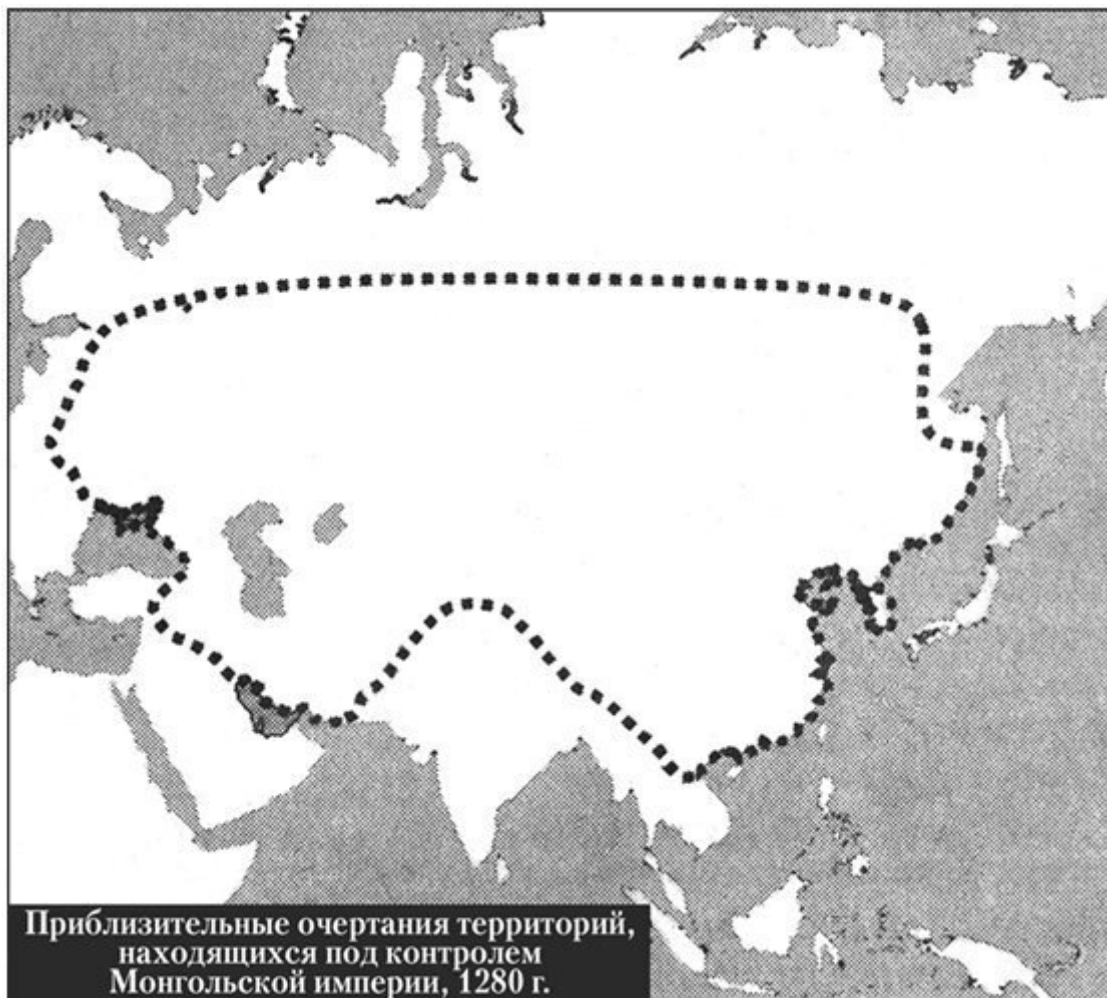 Приблизительные очертания территорий,
находящихся под контролем
Монгольской империи, 1280 г.